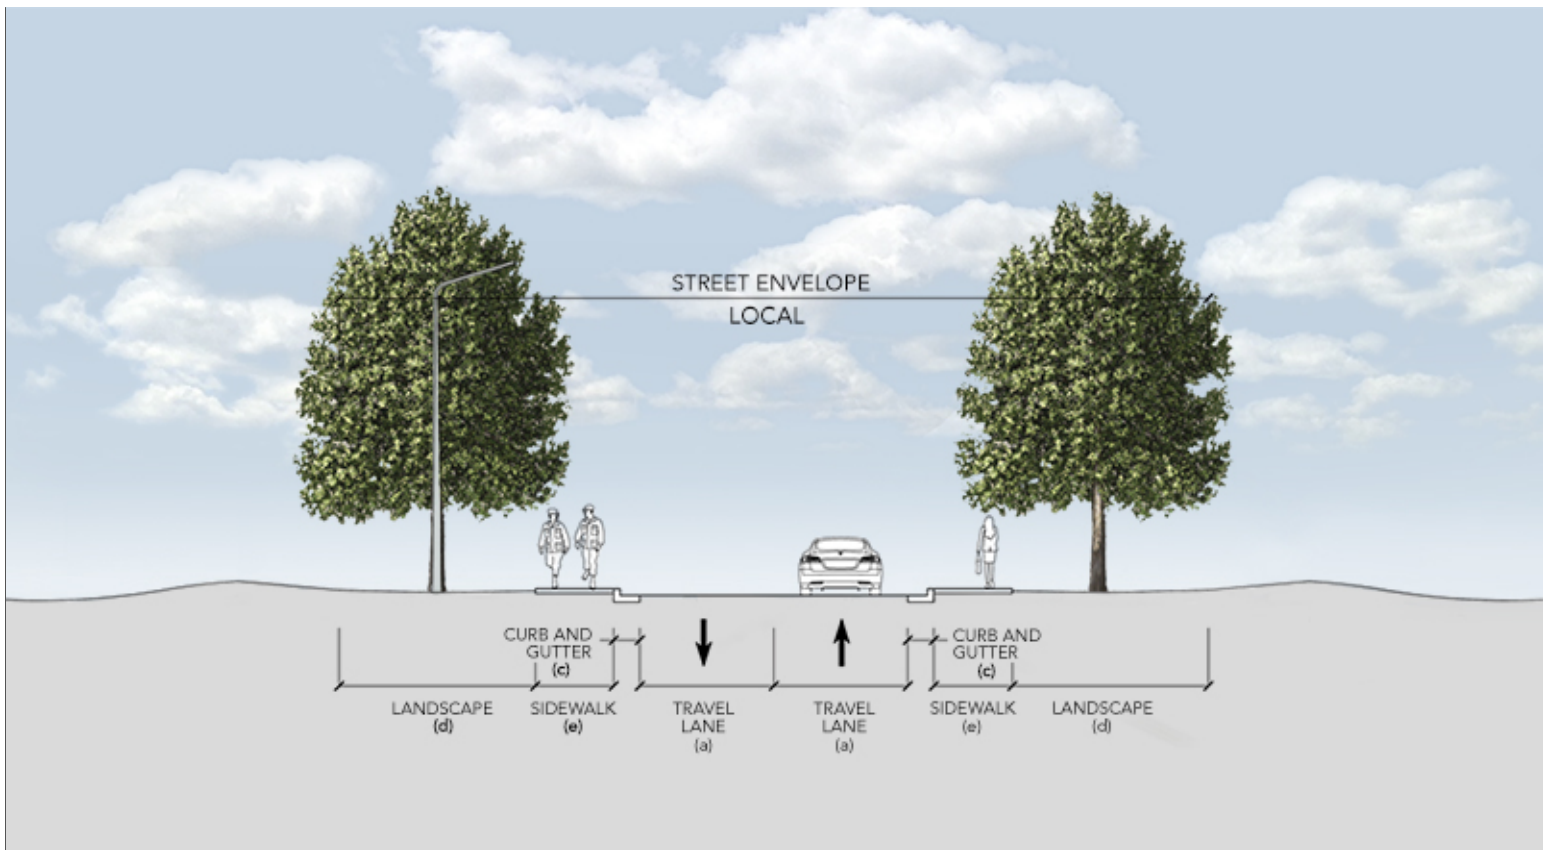 STREET ENVELOPE
LOCAL
CURB AND
GUTTER
(c)
CURB AND
GUTTER
(c)
LANDSCAPE
(d)
SIDEWALK
(e)
TRAVEL
LANE
(a)
TRAVEL
LANE
(a)
SIDEWALK
(e)
LANDSCAPE
(d)